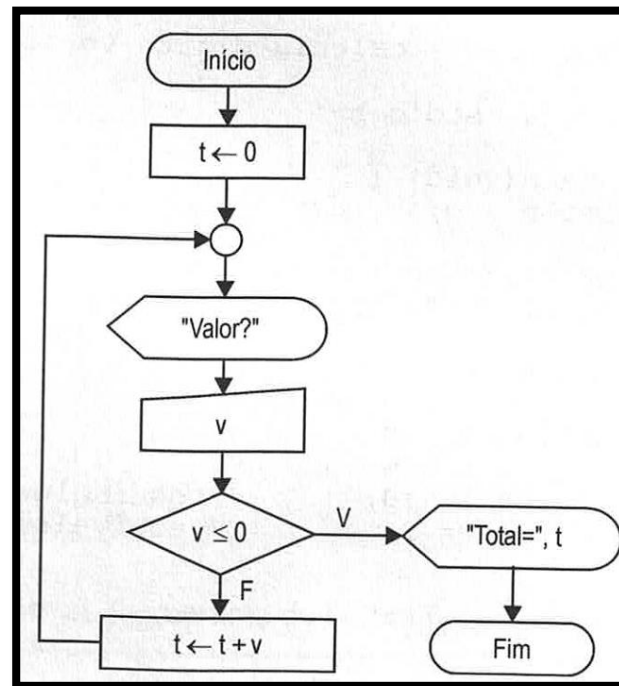 Início
t ← 0
"Valor?"
v
v ≤ 0
V
"Total=", t
F
t ← t + v
Fim